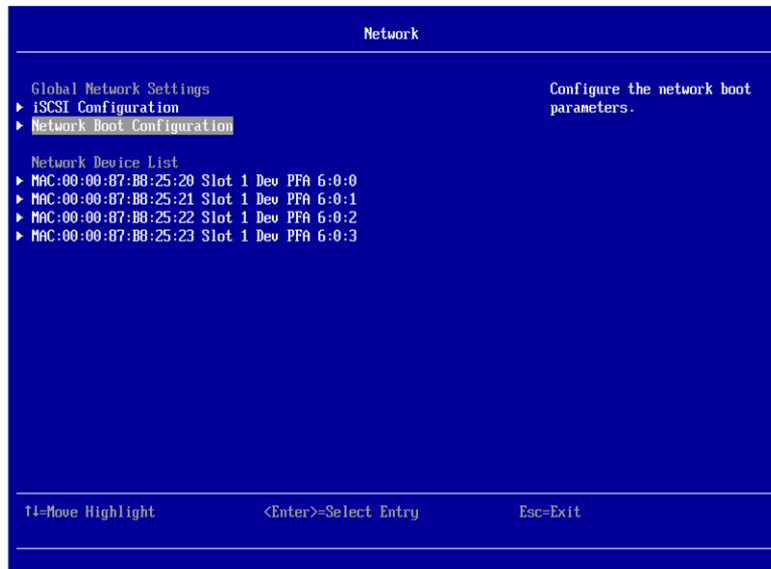 Network
Global Network Settings
iSCSI Configuration
Network Boot Configuration
Configure the network boot
parameters.
Network Device List
MAC:00:00:87:B8:25:20 Slot 1 Dev PFA 6:0:0
MAC:00:00:87:B8:25:21 Slot 1 Dev PFA 6:0:1
MAC:00:00:87:B8:25:22 Slot 1 Dev PFA 6:0:2
MAC:00:00:87:B8:25:23 Slot 1 Dev PFA 6:0:3
↑↓=Move Highlight
<Enter>=Select Entry
Esc=Exit